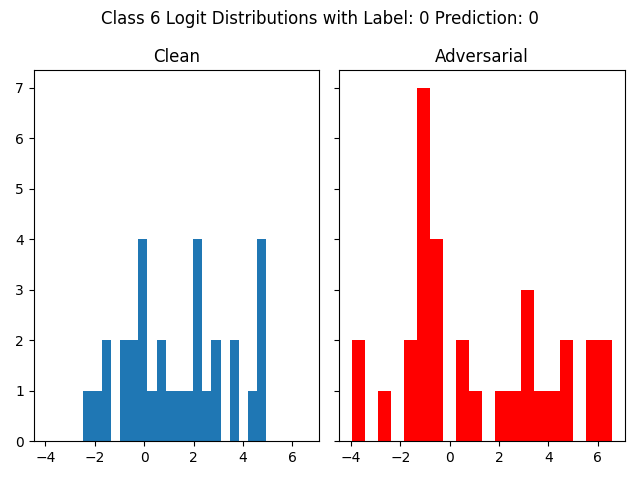 Class 6 Logit Distributions with Label: 0 Prediction: 0
Clean
Adversarial
7
6
5
4
3
2
1
0
−4 −2 0 2 4 6
−4 −2 0 2 4 6